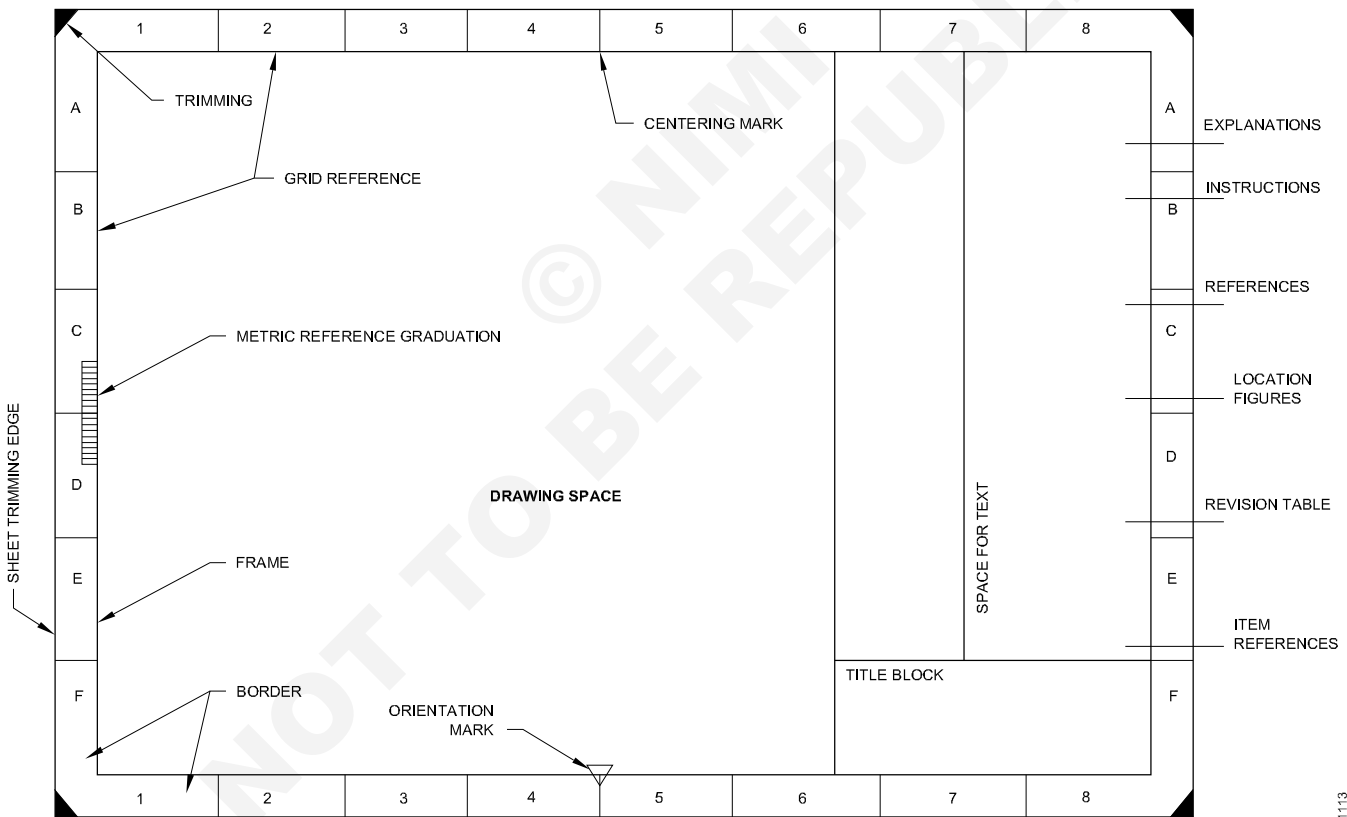 1 2 3 4 5 6 7 8
A
TRIMMING
CENTERING MARK
A
EXPLANATIONS
GRID REFERENCE
INSTRUCTIONS
B
B
REFERENCES
C
METRIC REFERENCE GRADUATION
C
LOCATION
FIGURES
SHEET TRIMMING EDGE
D
DRAWING SPACE
SPACE FOR TEXT
D
REVISION TABLE
E
FRAME
E
ITEM
REFERENCES
TITLE BLOCK
F
BORDER
ORIENTATION
MARK
F
1 2 3 4 5 6 7 8
1113
© NIMI
NOT TO BE REPUBL